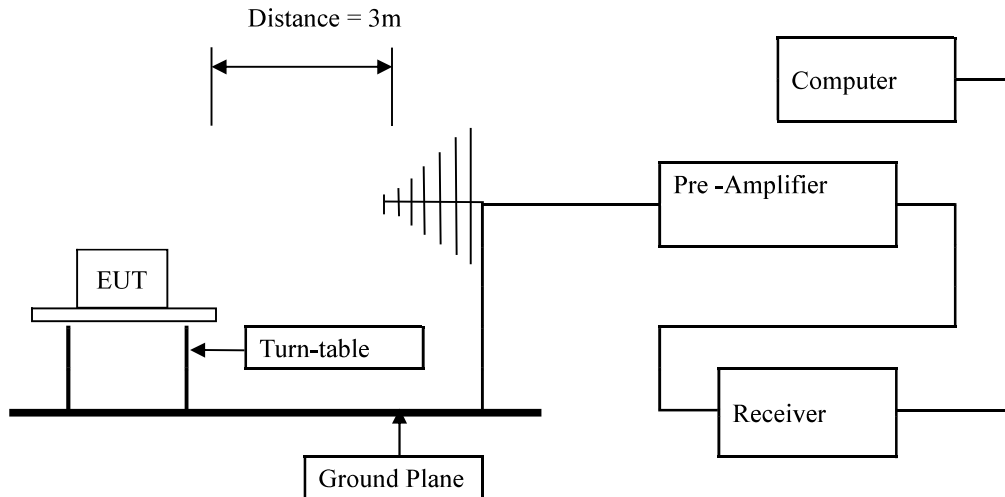 Distance = 3m
Computer
Pre -Amplifier
EUT
Turn-table
Receiver
Ground Plane